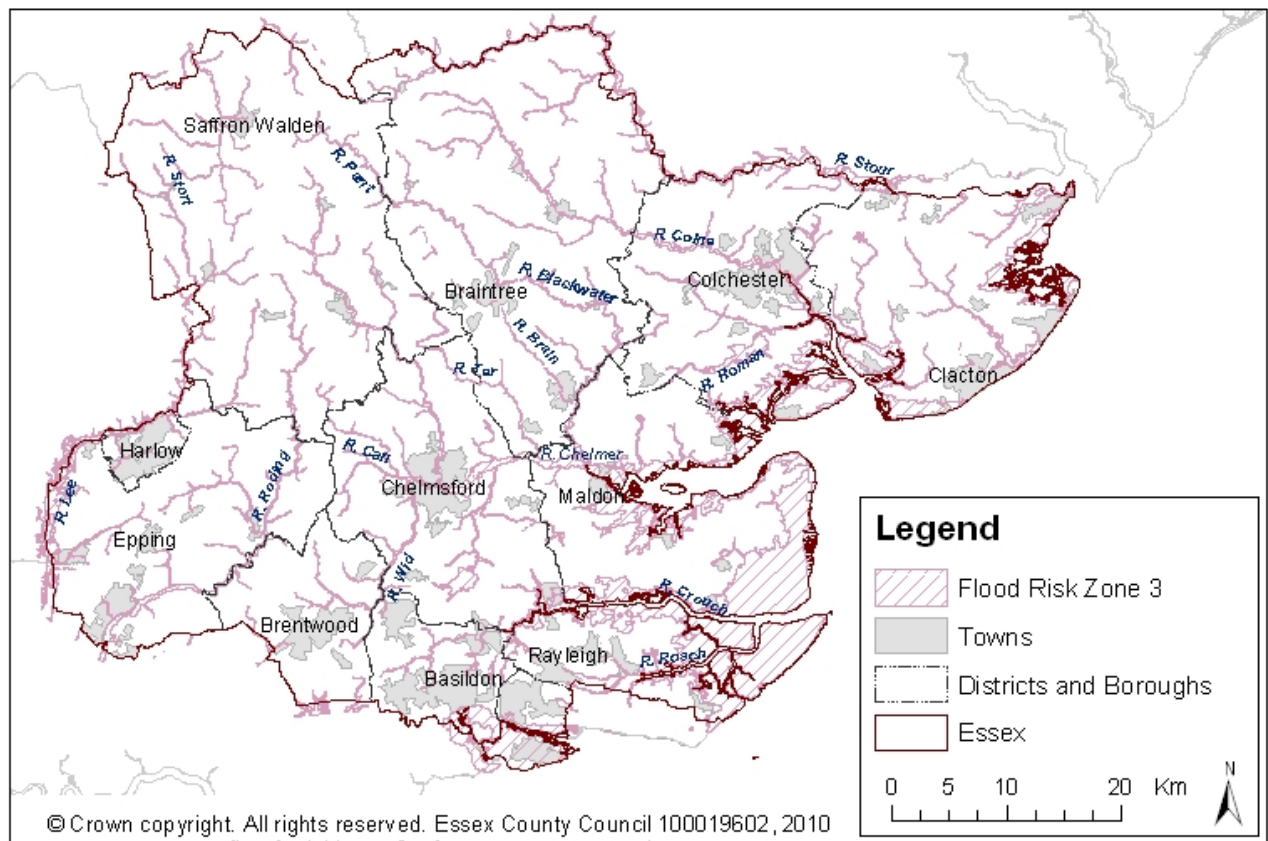 Saffron Walden
R. Stort
R. Pant
R. Stour
R. Colne
Colchester
R. Blackwater
Braintree
R. Brain
R. Ter
R. Roman
Clacton
Harlow
R. Lee
R. Roding
Epping
R. Can
Chelmsford
R. Chelmer
Maldon
R. Wid
R. Crouch
Brentwood
Rayleigh
R. Roach
Basildon
Legend
Flood Risk Zone 3
Towns
Districts and Boroughs
Essex
0 5 10 20 Km
N
© Crown copyright. All rights reserved. Essex County Council 100019602, 2010